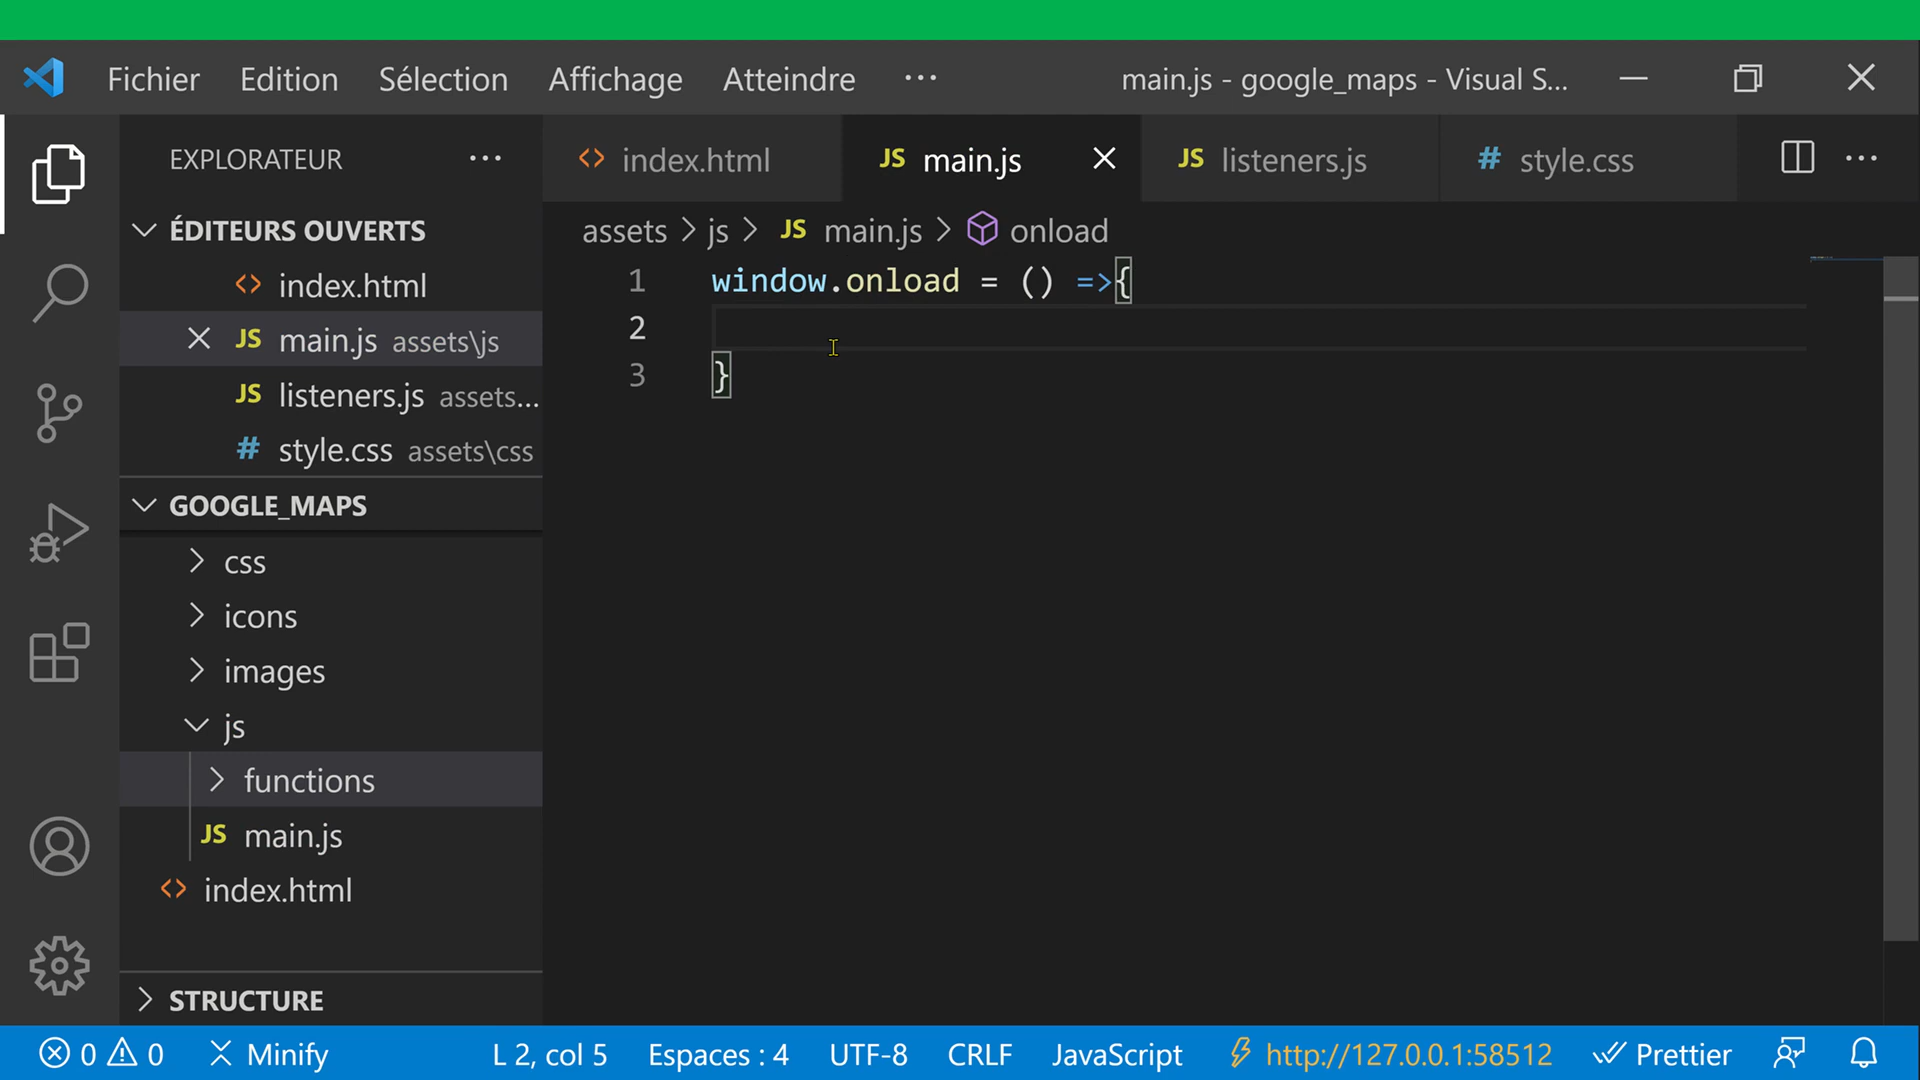 Fichier Edition Sélection Affichage Atteindre ··· main.js - google_maps - Visual S...
EXPLORATEUR ···
ÉDITEURS OUVERTS
<> index.html
JS main.js assets\js
JS listeners.js assets...
# style.css assets\css
GOOGLE_MAPS
css
icons
images
js
functions
JS main.js
<> index.html
STRUCTURE
<> index.html JS main.js JS listeners.js # style.css ···
assets > js > JS main.js > onload
1 window.onload = () =>{
2
3 }
0 0 Minify L 2, col 5 Espaces : 4 UTF-8 CRLF JavaScript http://127.0.0.1:58512 Prettier